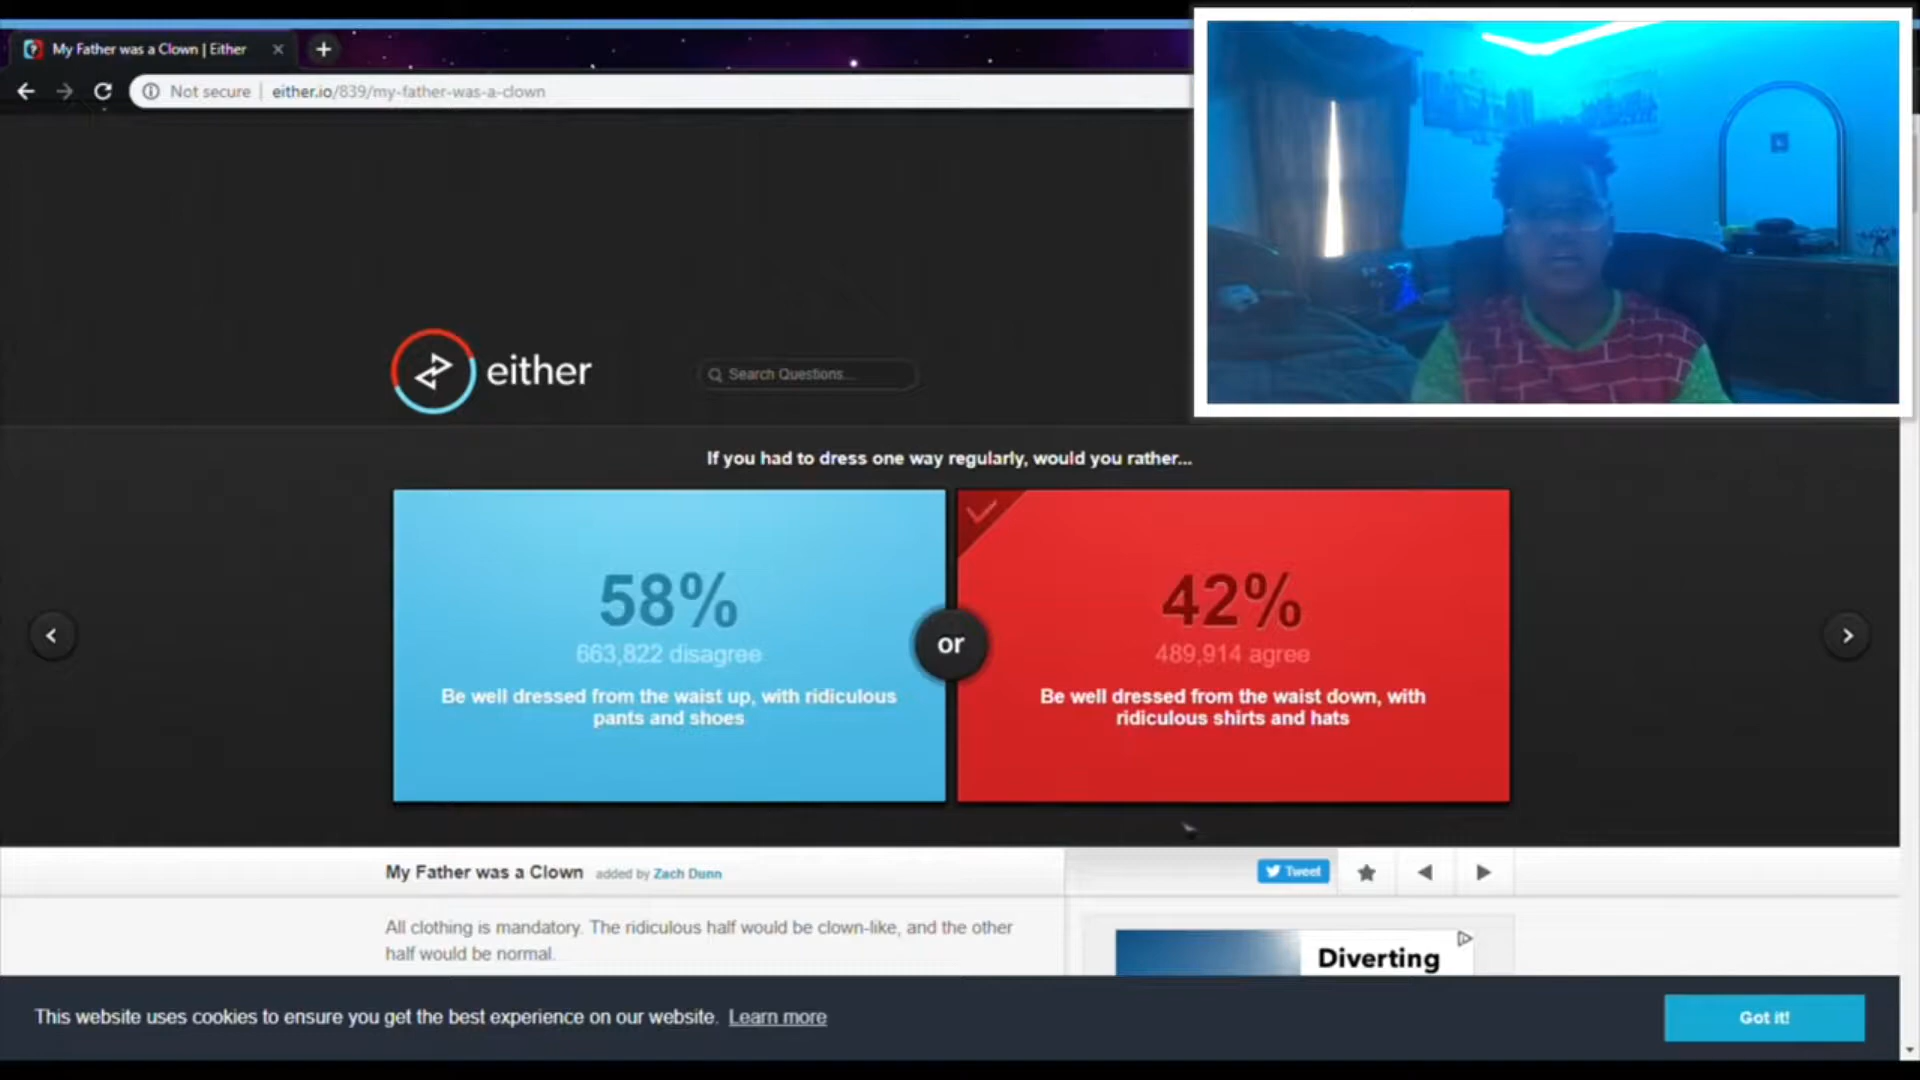 My Father was a Clown | Either
Not secure | either.io/839/my-father-was-a-clown
either
Search Questions...
If you had to dress one way regularly, would you rather...
58%
663,822 disagree
Be well dressed from the waist up, with ridiculous
pants and shoes
or
42%
489,914 agree
Be well dressed from the waist down, with
ridiculous shirts and hats
My Father was a Clown added by Zach Dunn
Tweet
All clothing is mandatory. The ridiculous half would be clown-like, and the other
half would be normal.
Diverting
This website uses cookies to ensure you get the best experience on our website. Learn more
Got it!